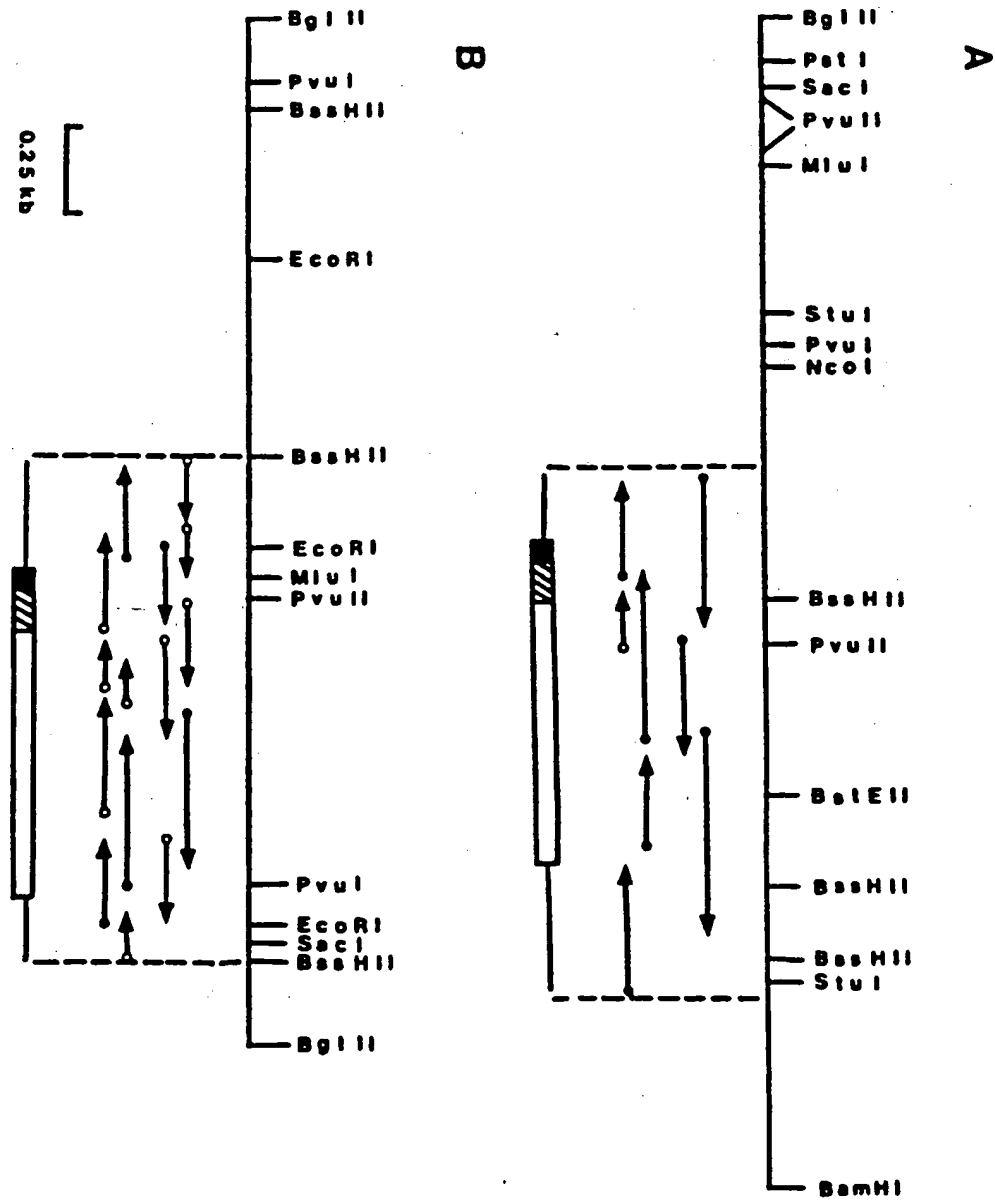 A
Bgl II
Pst I
Sac I
Pvu II
Mlu I
Stu I
Pvu I
Nco I
BssH II
Pvu II
BstE II
BssH II
BssH II
Stu I
BamH I
B
Bgl II
Pvu I
BssH II
EcoR I
BssH II
EcoR I
Mlu I
Pvu II
Pvu I
EcoR I
Sac I
BssH II
Bgl II
0.25 kb